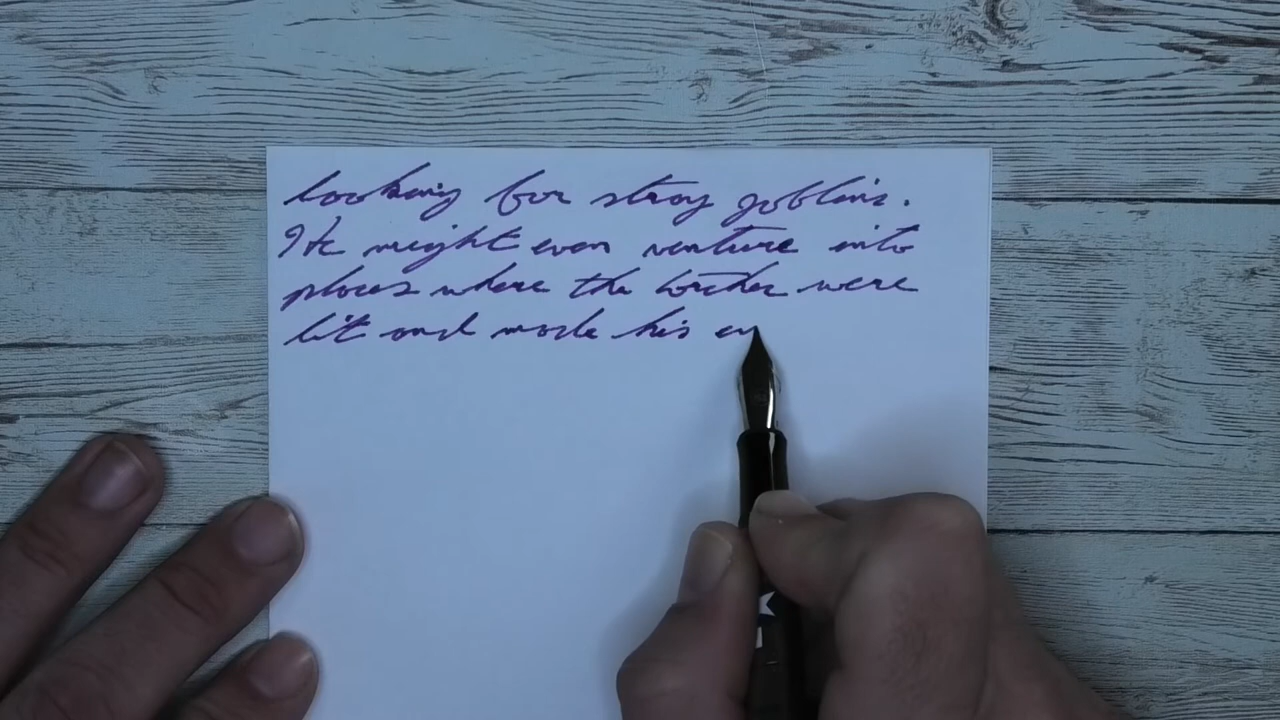 looking for stray goblins.
He might even venture into
places where the torches were
lit and made his